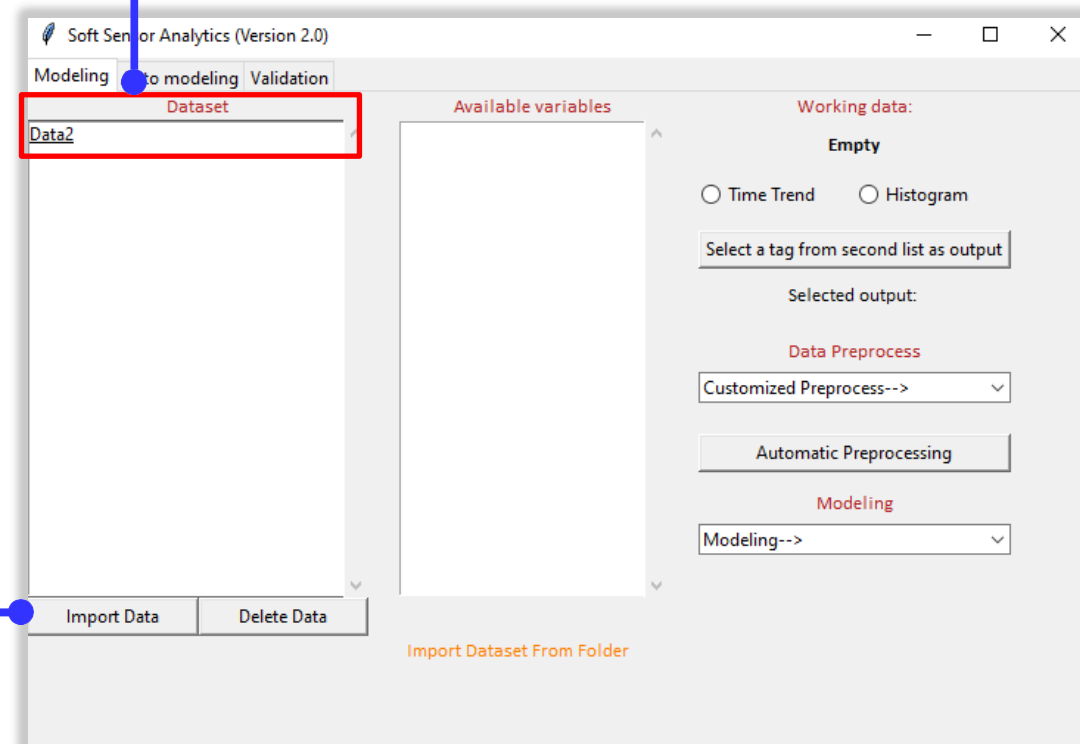 Soft Sensor Analytics (Version 2.0)
Modeling to modeling Validation
Dataset
Data2
Available variables
Working data:
Empty
Time Trend Histogram
Select a tag from second list as output
Selected output:
Data Preprocess
Customized Preprocess-->
Automatic Preprocessing
Modeling
Modeling-->
Import Data Delete Data
Import Dataset From Folder